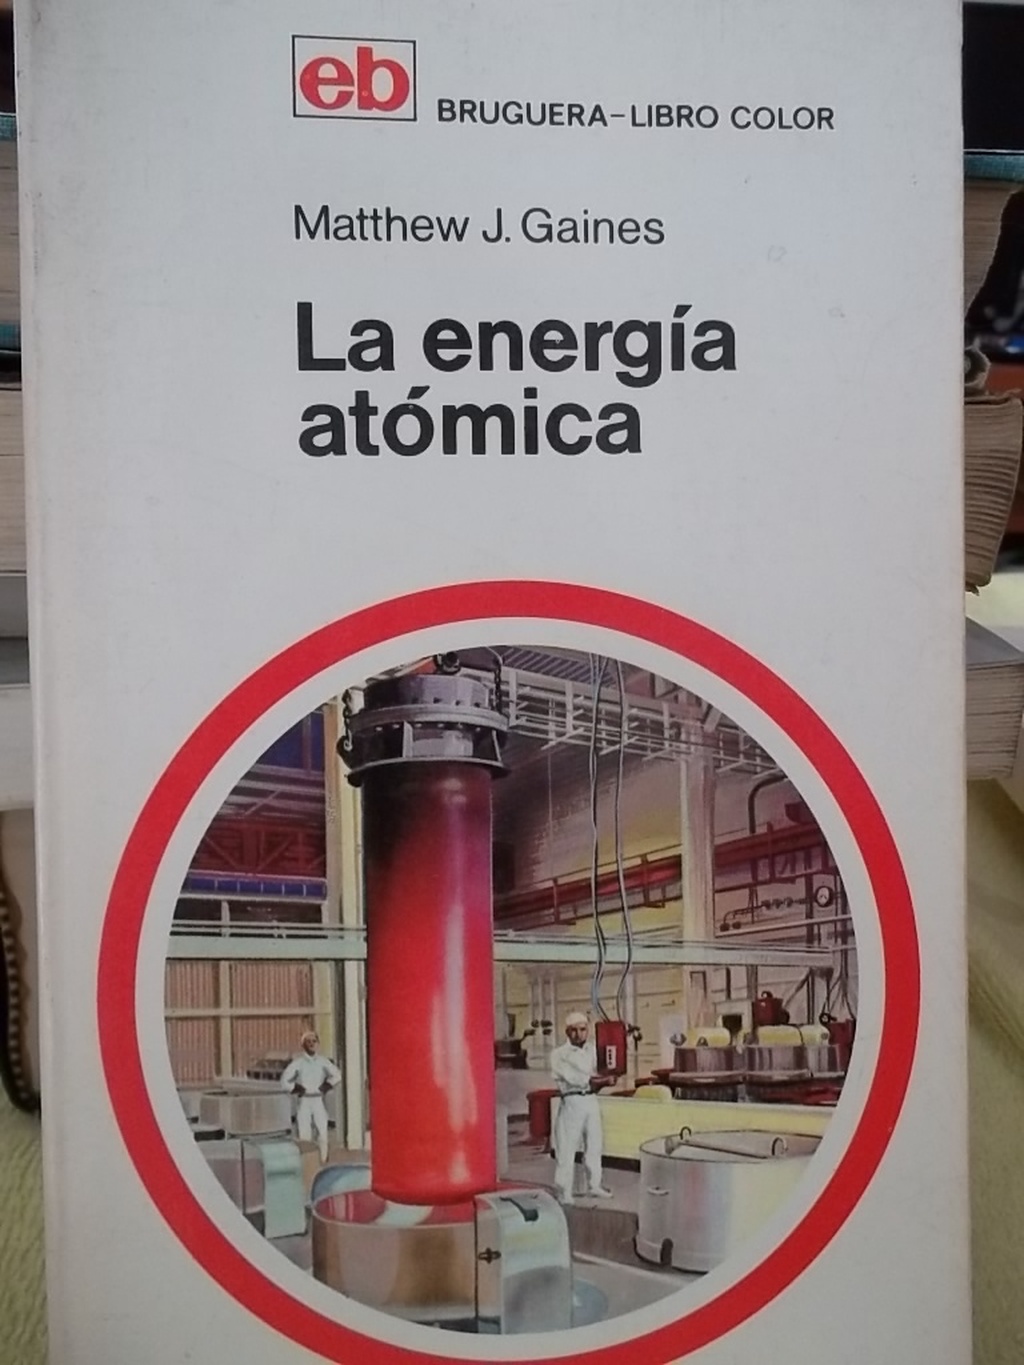 eb
BRUGUERA-LIBRO COLOR
Matthew J. Gaines
La energía
atómica